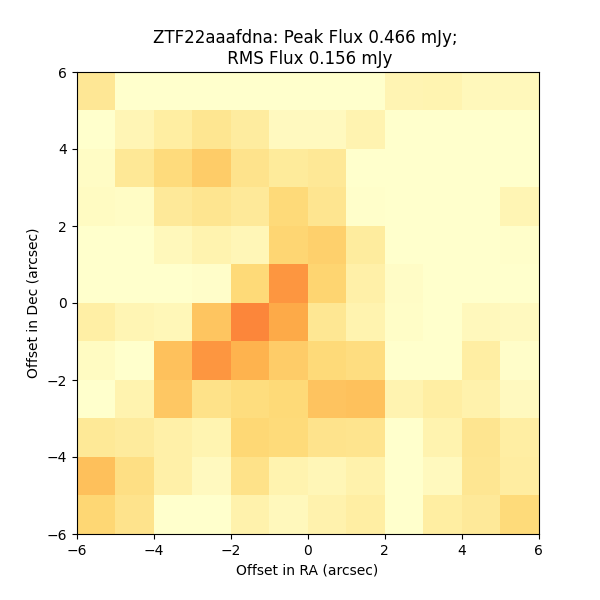 ZTF22aaafdna: Peak Flux 0.466 mJy;
RMS Flux 0.156 mJy
6
4
2
0
−2
−4
−6
Offset in Dec (arcsec)
−6 −4 −2 0 2 4 6
Offset in RA (arcsec)